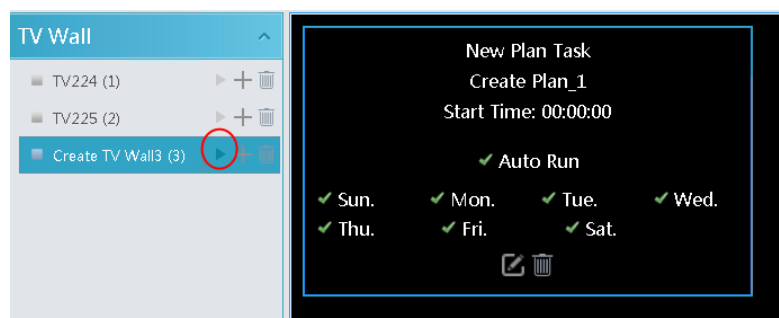 TV Wall
TV224 (1)
TV225 (2)
Create TV Wall3 (3)
New Plan Task
Create Plan_1
Start Time: 00:00:00
Auto Run
Sun. Mon. Tue. Wed.
Thu. Fri. Sat.